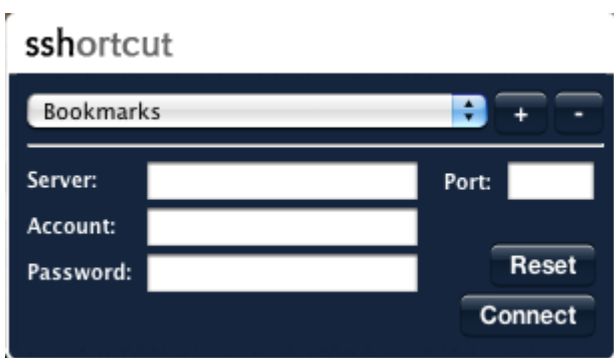 sshortcut
Bookmarks + -
Server: Port:
Account:
Password:
Reset
Connect